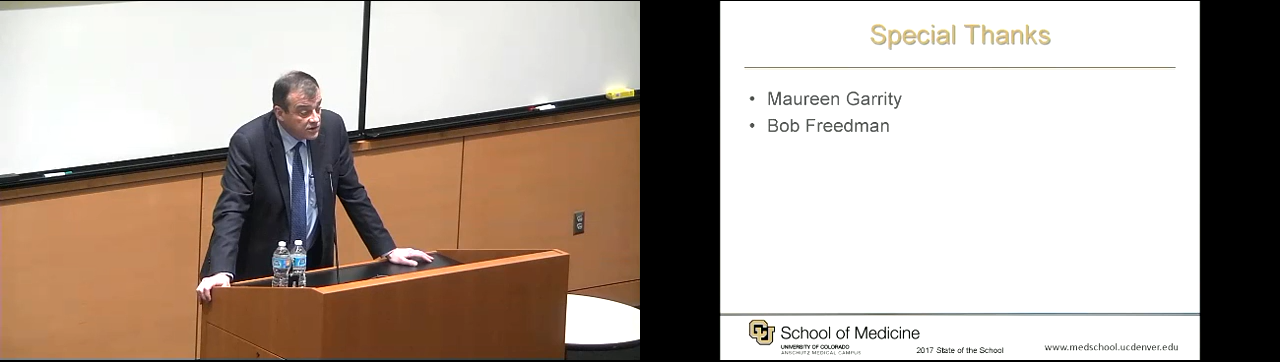 Special Thanks
• Maureen Garrity
• Bob Freedman
CU School of Medicine
UNIVERSITY OF COLORADO
ANSCHUTZ MEDICAL CAMPUS
2017 State of the School
www.medschool.ucdenver.edu